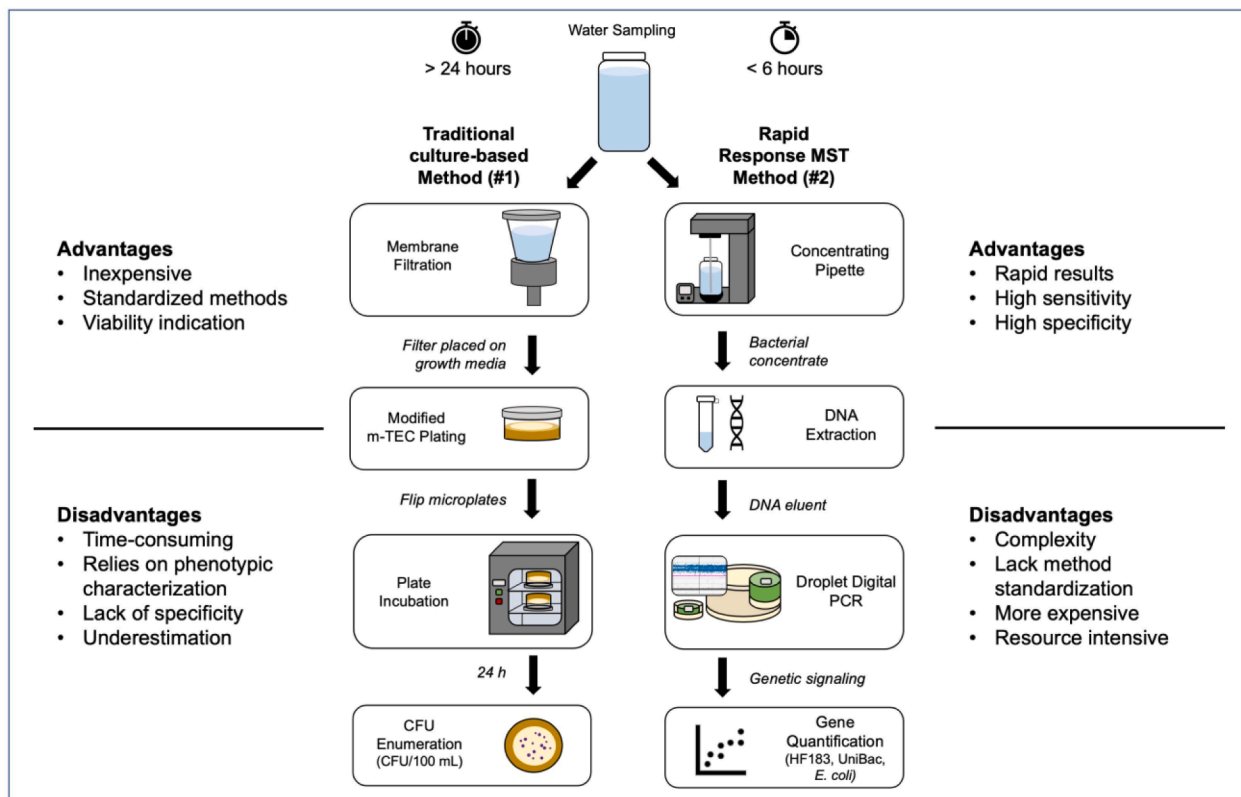 Water Sampling
> 24 hours
< 6 hours
Traditional
culture-based
Method (#1)
Rapid
Response MST
Method (#2)
Advantages
• Inexpensive
• Standardized methods
• Viability indication
Disadvantages
• Time-consuming
• Relies on phenotypic
characterization
• Lack of specificity
• Underestimation
Membrane
Filtration
Filter placed on
growth media
Modified
m-TEC Plating
Flip microplates
Plate
Incubation
24 h
CFU
Enumeration
(CFU/100 mL)
Concentrating
Pipette
Bacterial
concentrate
DNA
Extraction
DNA eluent
Droplet Digital
PCR
Genetic signaling
Gene
Quantification
(HF183, UniBac,
E. coli)
Advantages
• Rapid results
• High sensitivity
• High specificity
Disadvantages
• Complexity
• Lack method
standardization
• More expensive
• Resource intensive